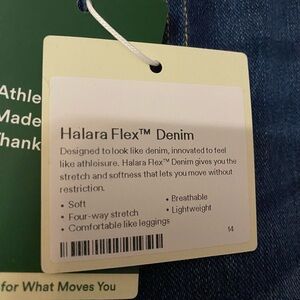 Athle
Made
Thank
Halara Flex™ Denim
Designed to look like denim, innovated to feel
like athleisure. Halara Flex™ Denim gives you the
stretch and softness that lets you move without
restriction.
• Soft
• Four-way stretch
• Comfortable like leggings
• Breathable
• Lightweight
14
for What Moves You